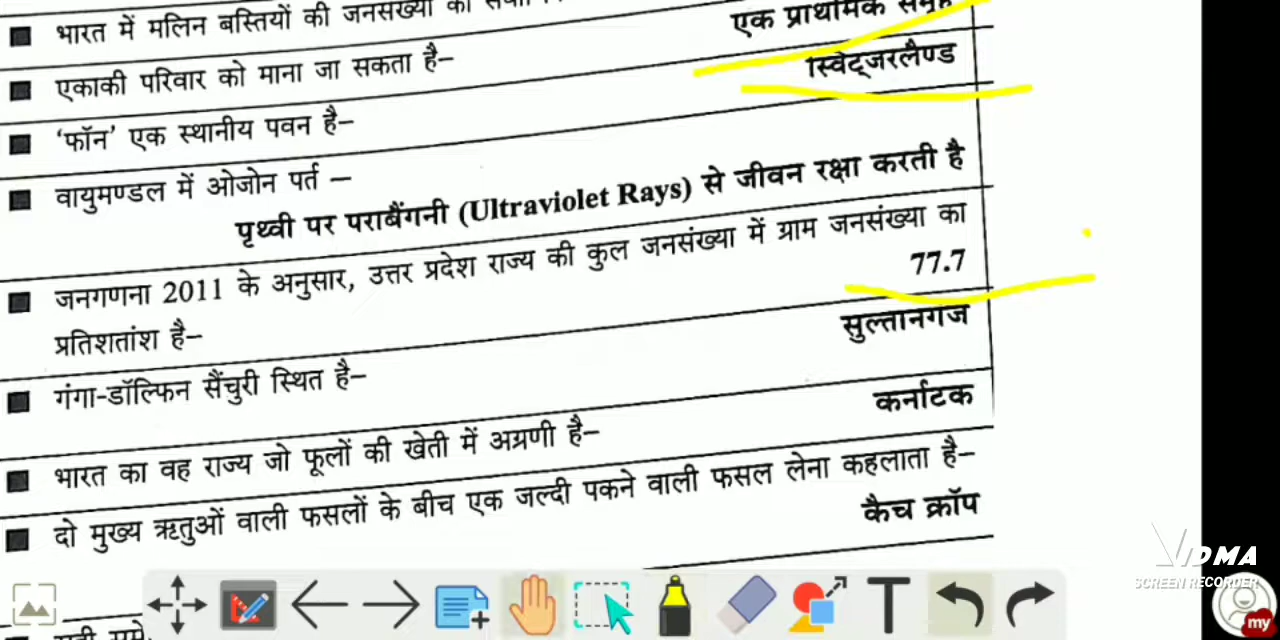 भारत में मलिन बस्तियों की जनसंख्या
एक प्राथमिक समूह
एकाकी परिवार को माना जा सकता है–
स्विट्जरलैण्ड
‘फॉन’ एक स्थानीय पवन है–
वायुमण्डल में ओजोन पर्त –
पृथ्वी पर पराबैंगनी (Ultraviolet Rays) से जीवन रक्षा करती है
जनगणना 2011 के अनुसार, उत्तर प्रदेश राज्य की कुल जनसंख्या में ग्राम जनसंख्या का
77.7
प्रतिशतांश है–
सुल्तानगंज
गंगा-डॉल्फिन सैंचुरी स्थित है–
कर्नाटक
भारत का वह राज्य जो फूलों की खेती में अग्रणी है–
दो मुख्य ऋतुओं वाली फसलों के बीच एक जल्दी पकने वाली फसल लेना कहलाता है–
कैच क्रॉप
VIDMA
SCREEN RECORDER
T
my